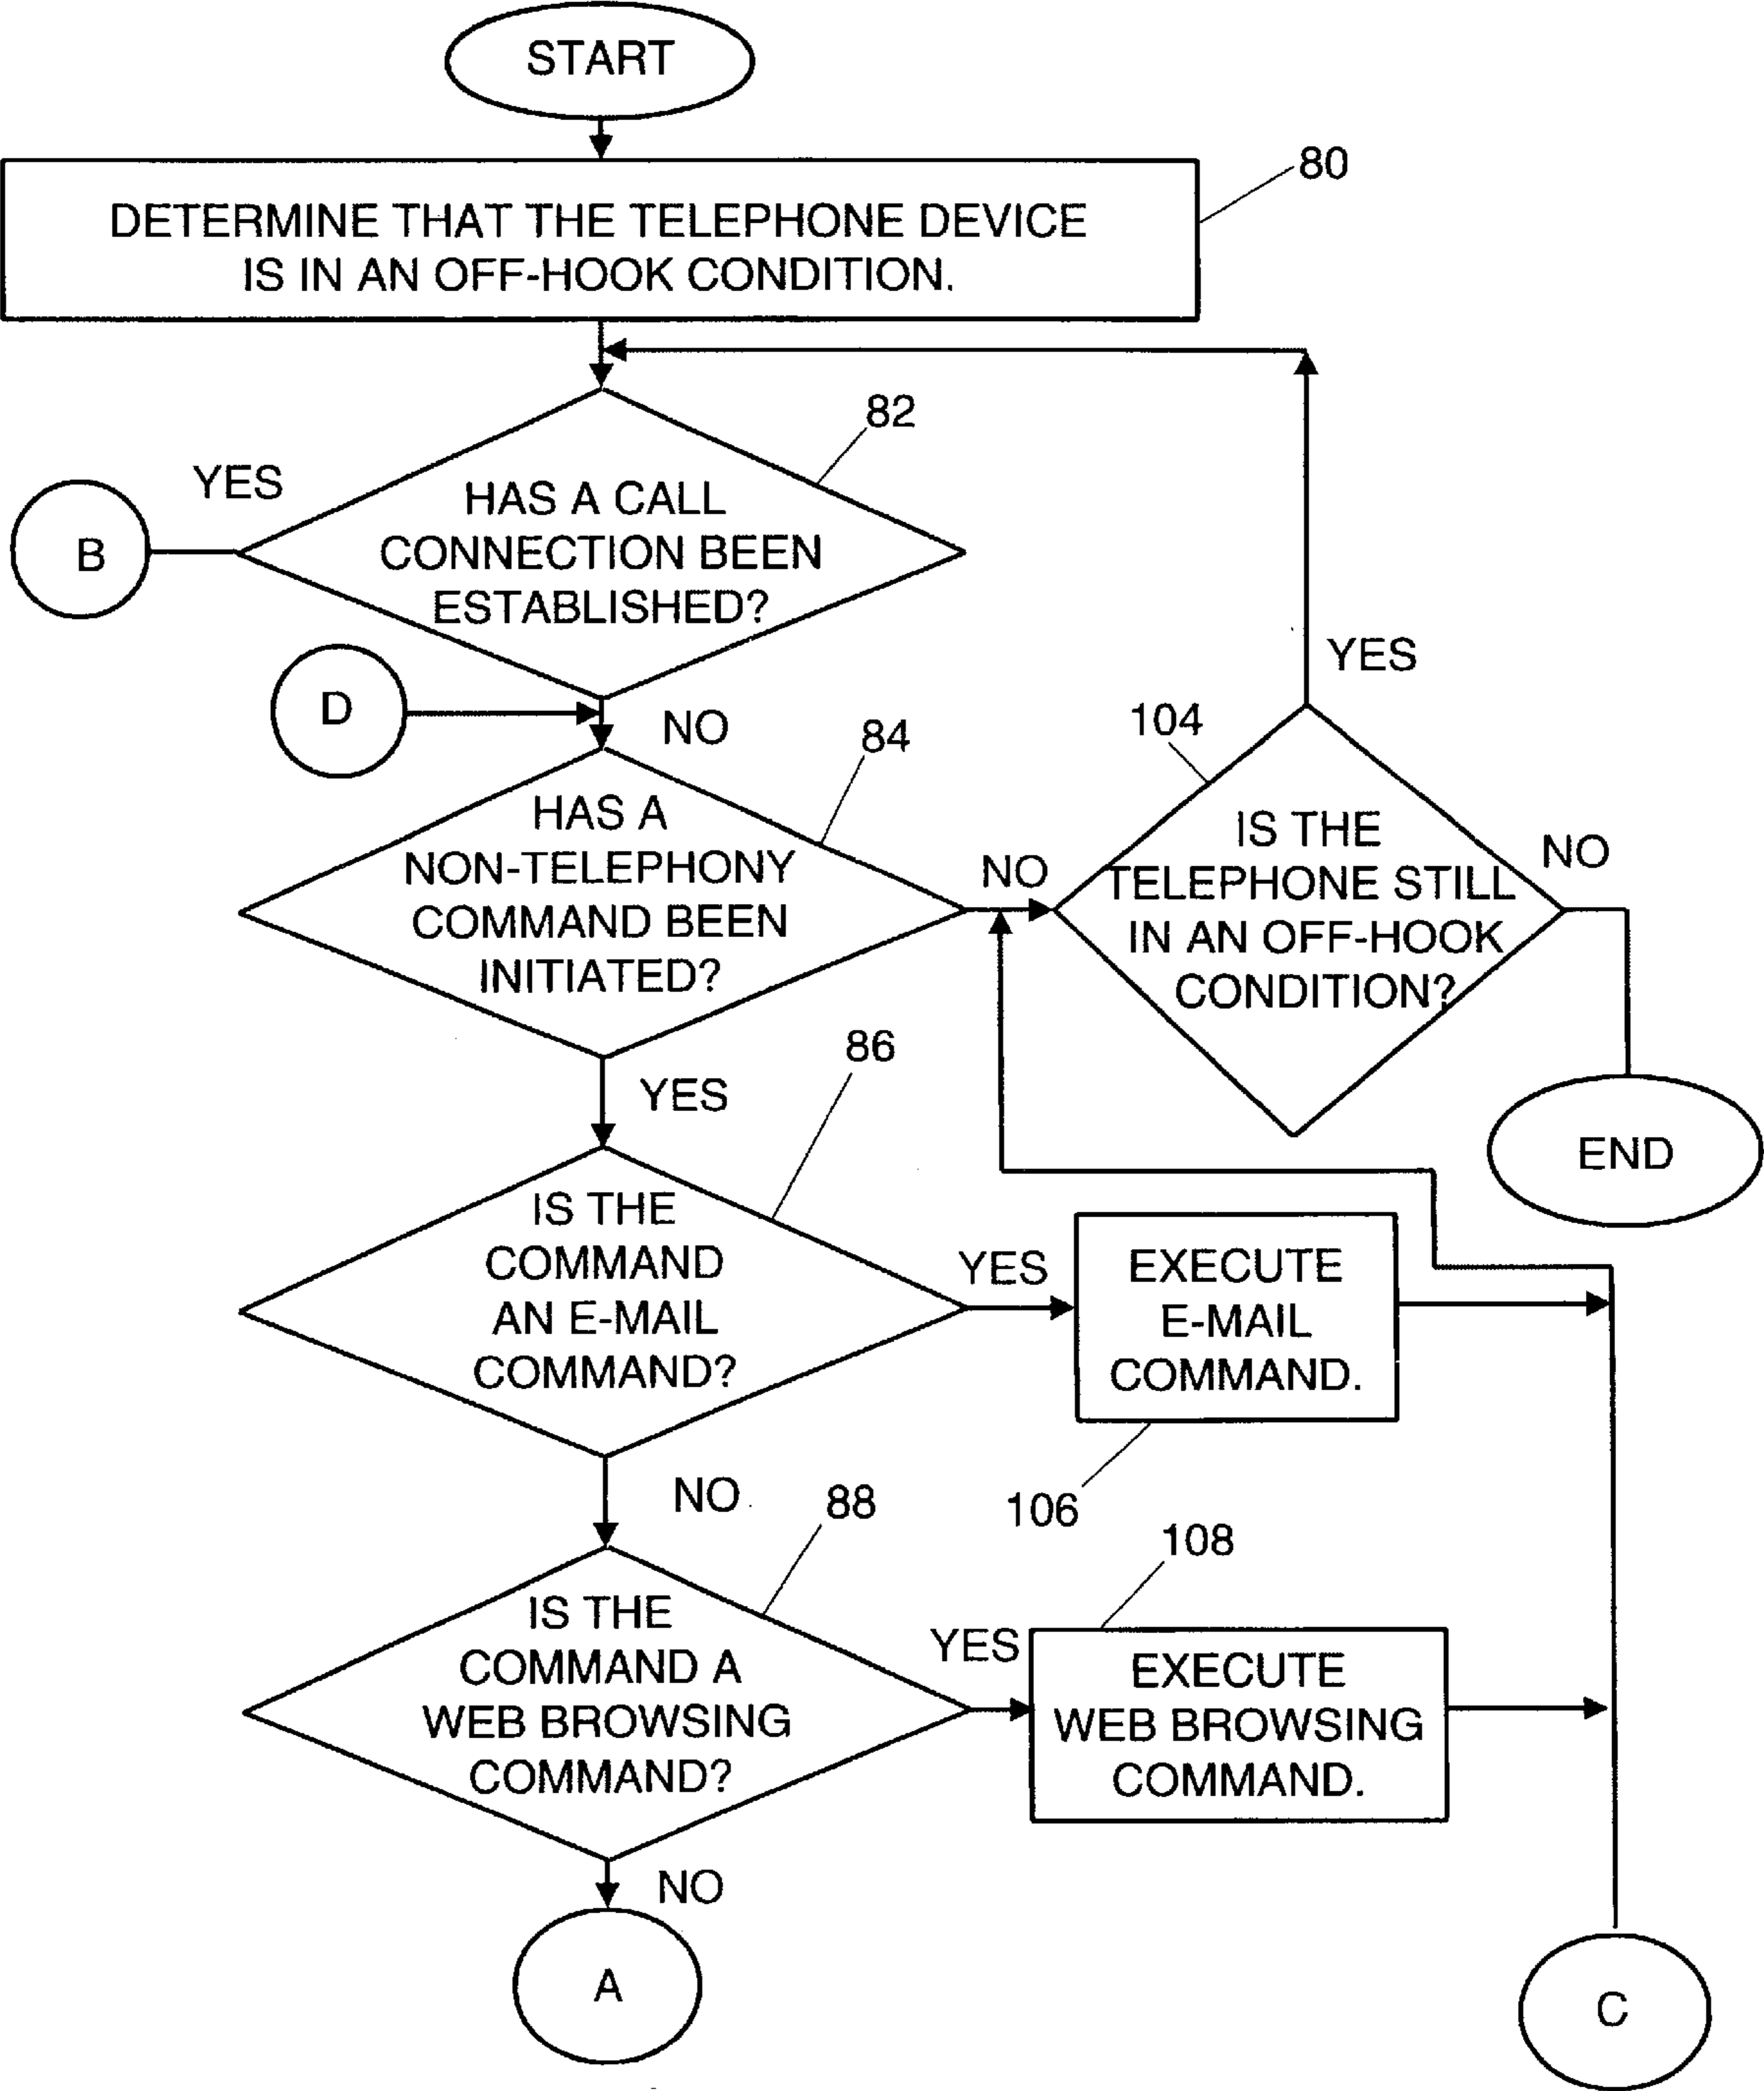 START
80
DETERMINE THAT THE TELEPHONE DEVICE
IS IN AN OFF-HOOK CONDITION.
82
YES
HAS A CALL
CONNECTION BEEN
ESTABLISHED?
B
D
NO
84
HAS A
NON-TELEPHONY
COMMAND BEEN
INITIATED?
NO
104
YES
IS THE
TELEPHONE STILL
IN AN OFF-HOOK
CONDITION?
NO
END
YES
86
IS THE
COMMAND
AN E-MAIL
COMMAND?
YES
EXECUTE
E-MAIL
COMMAND.
106
NO
88
IS THE
COMMAND A
WEB BROWSING
COMMAND?
YES
108
EXECUTE
WEB BROWSING
COMMAND.
NO
A
C